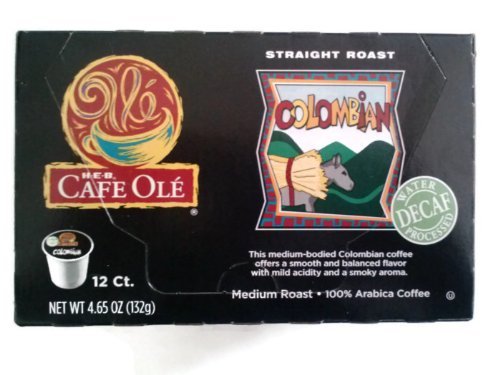 Olé
H-E-B
CAFE OLÉ
®
Colombian
12 Ct.
NET WT 4.65 OZ (132g)
STRAIGHT ROAST
COLOMBIAN
WATER
DECAF
PROCESSED
This medium-bodied Colombian coffee
offers a smooth and balanced flavor
with mild acidity and a smoky aroma.
Medium Roast • 100% Arabica Coffee
U